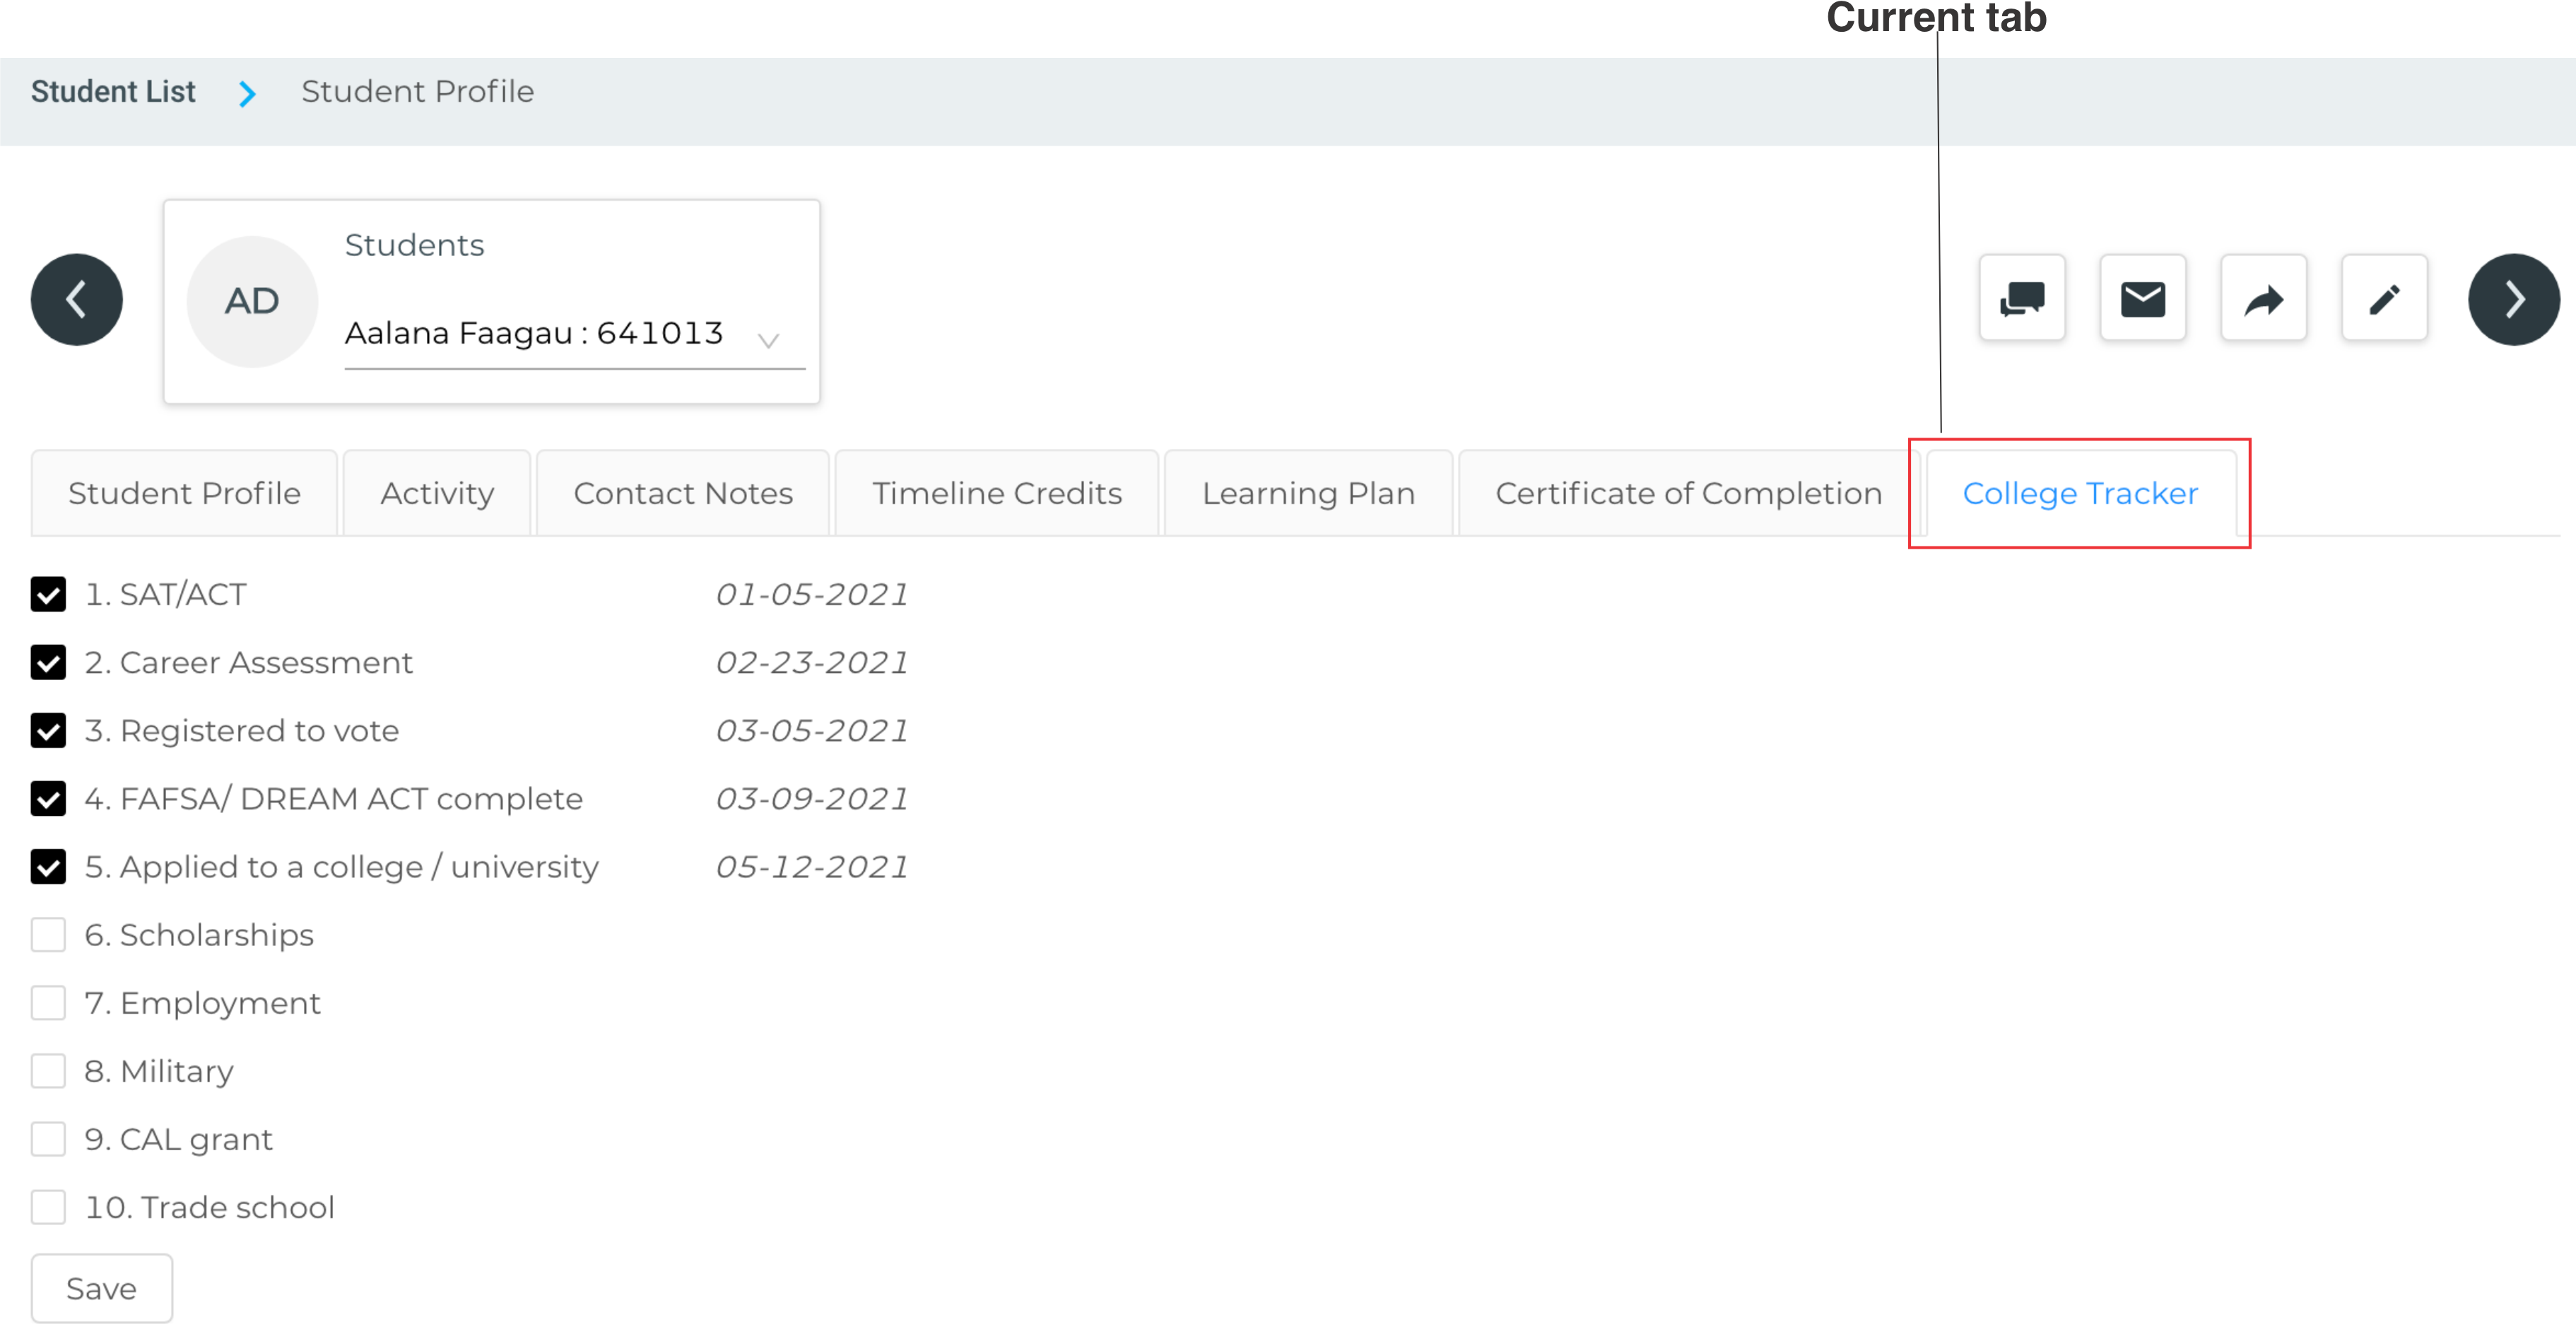 Current tab
Student List Student Profile
Students
AD
Aalana Faagau : 641013
Student Profile Activity Contact Notes Timeline Credits Learning Plan Certificate of Completion College Tracker
1. SAT/ACT 01-05-2021
2. Career Assessment 02-23-2021
3. Registered to vote 03-05-2021
4. FAFSA/ DREAM ACT complete 03-09-2021
5. Applied to a college / university 05-12-2021
6. Scholarships
7. Employment
8. Military
9. CAL grant
10. Trade school
Save